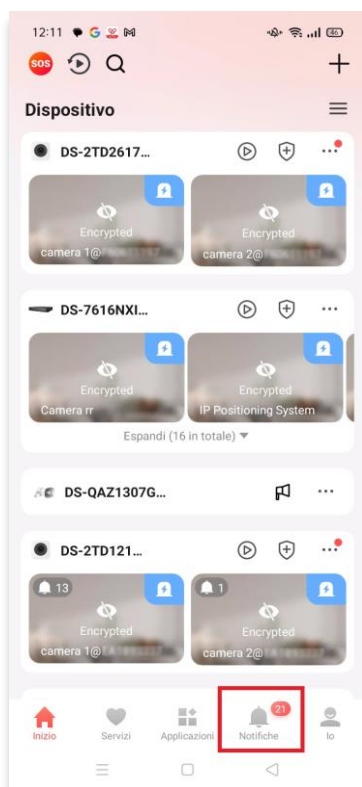 12:11
SOS
Dispositivo
DS-2TD2617...
Encrypted
camera 1@
Encrypted
camera 2@
DS-7616NXI...
Encrypted
Camera rr
Encrypted
IP Positioning System
Espandi (16 in totale)
DS-QAZ1307G...
DS-2TD121...
13
Encrypted
camera 1@
1
Encrypted
camera 2@
21
Inizio Servizi Applicazioni Notifiche Io